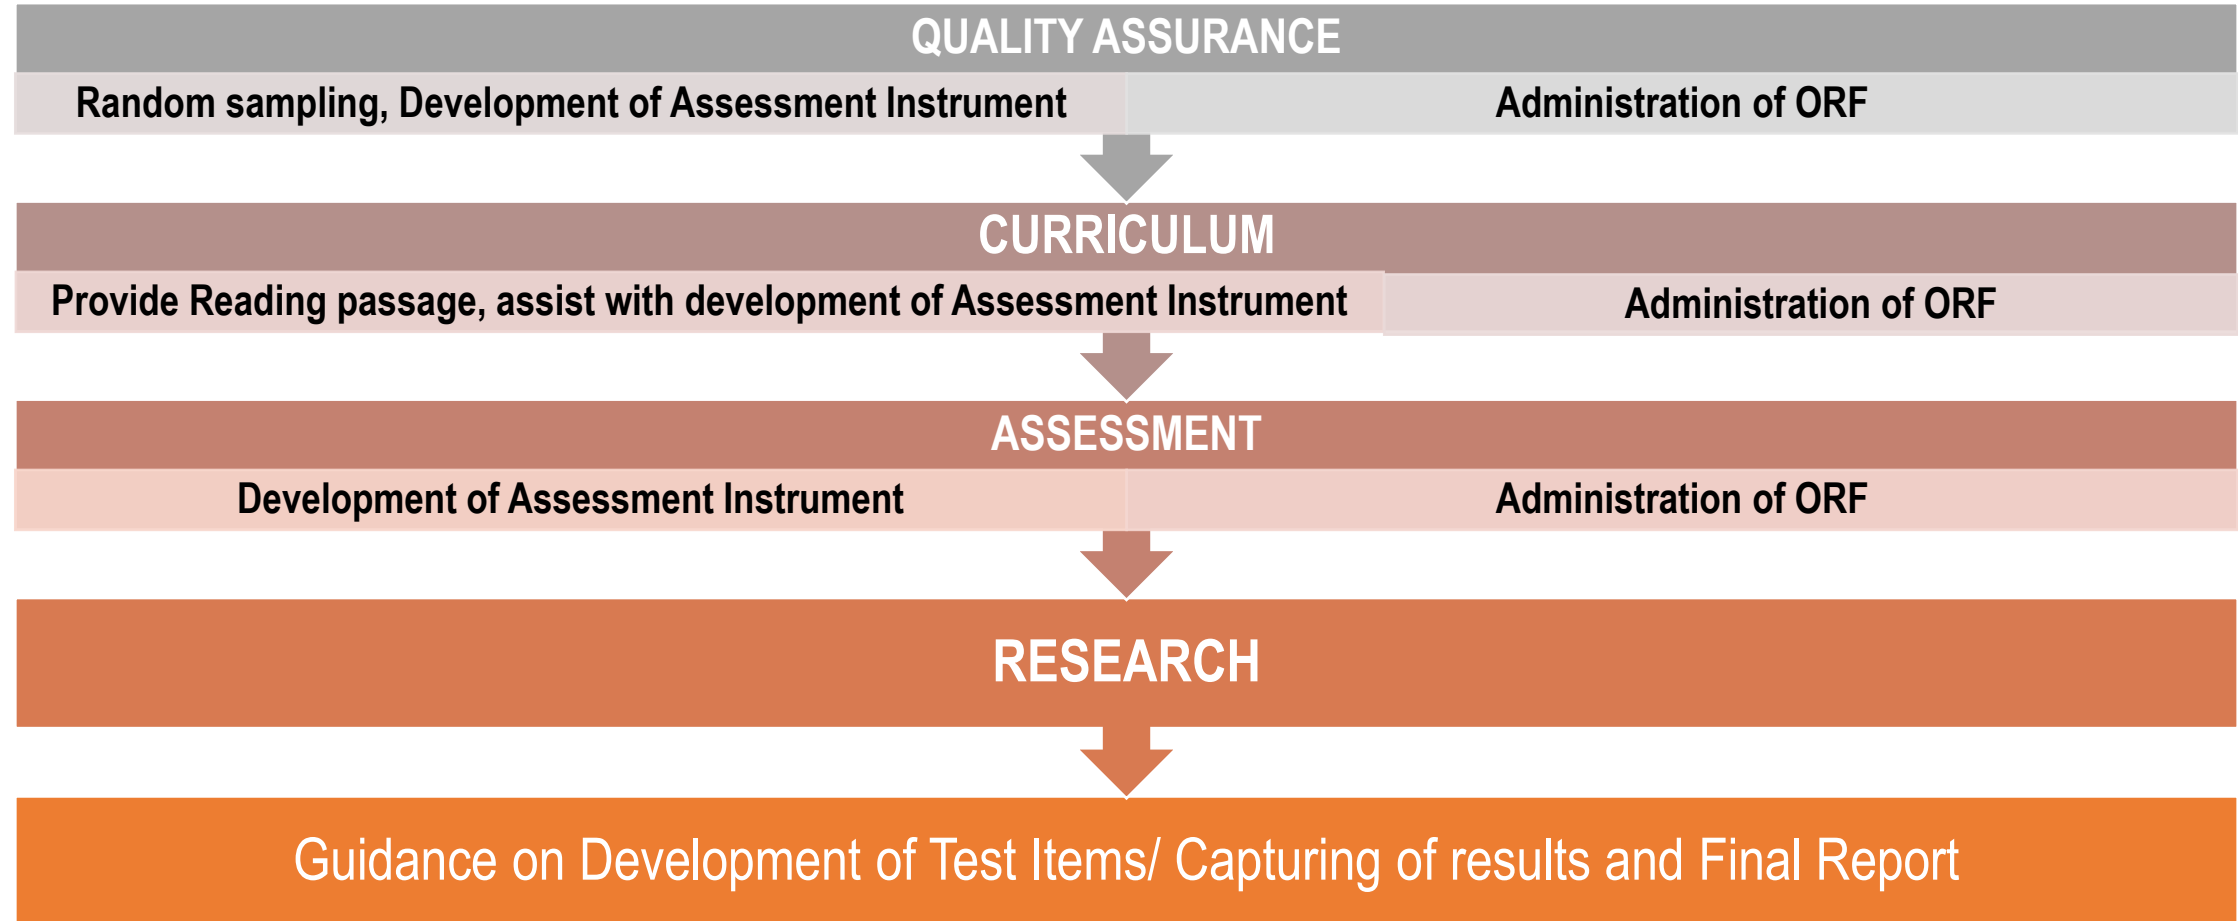 QUALITY ASSURANCE
Random sampling, Development of Assessment Instrument
Administration of ORF
CURRICULUM
Provide Reading passage, assist with development of Assessment Instrument
Administration of ORF
ASSESSMENT
Development of Assessment Instrument
Administration of ORF
RESEARCH
Guidance on Development of Test Items/ Capturing of results and Final Report